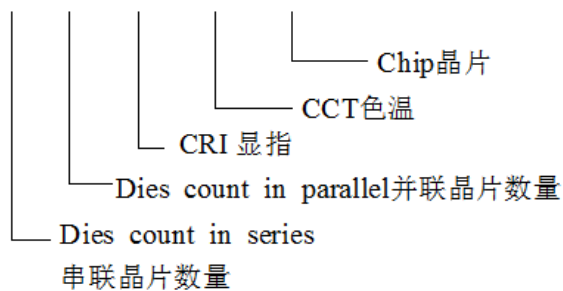 Chip晶片
CCT色温
CRI 显指
Dies count in parallel并联晶片数量
Dies count in series
串联晶片数量